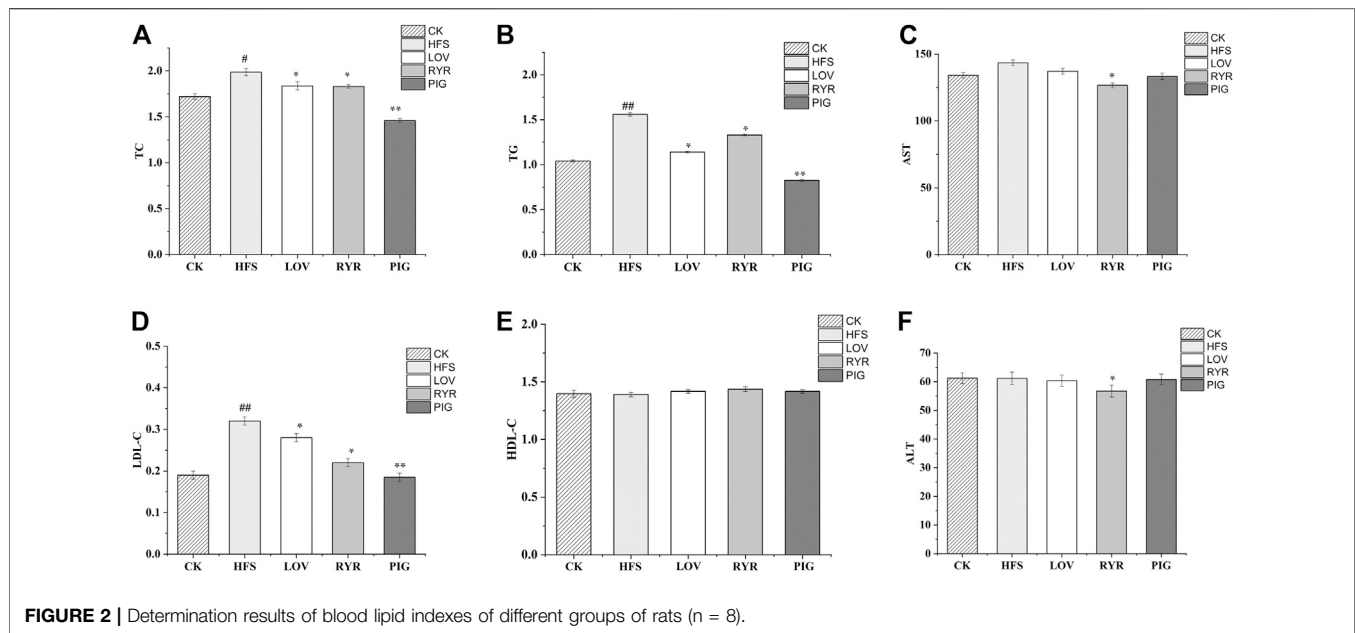 A
#
*
*
**
2.0
1.5
1.0
0.5
0.0
TC
CK
HFS
LOV
RYR
PIG
CK HFS LOV RYR PIG
B
##
*
*
**
2.0
1.5
1.0
0.5
0.0
TG
CK
HFS
LOV
RYR
PIG
CK HFS LOV RYR PIG
C
*
150
100
50
0
AST
CK
HFS
LOV
RYR
PIG
CK HFS LOV RYR PIG
D
##
*
*
**
0.5
0.4
0.3
0.2
0.1
0.0
LDL-C
CK
HFS
LOV
RYR
PIG
CK HFS LOV RYR PIG
E
2.0
1.5
1.0
0.5
0.0
HDL-C
CK
HFS
LOV
RYR
PIG
CK HFS LOV RYR PIG
F
*
70
60
50
40
30
20
10
0
ALT
CK
HFS
LOV
RYR
PIG
CK HFS LOV RYR PIG
FIGURE 2 | Determination results of blood lipid indexes of different groups of rats (n = 8).